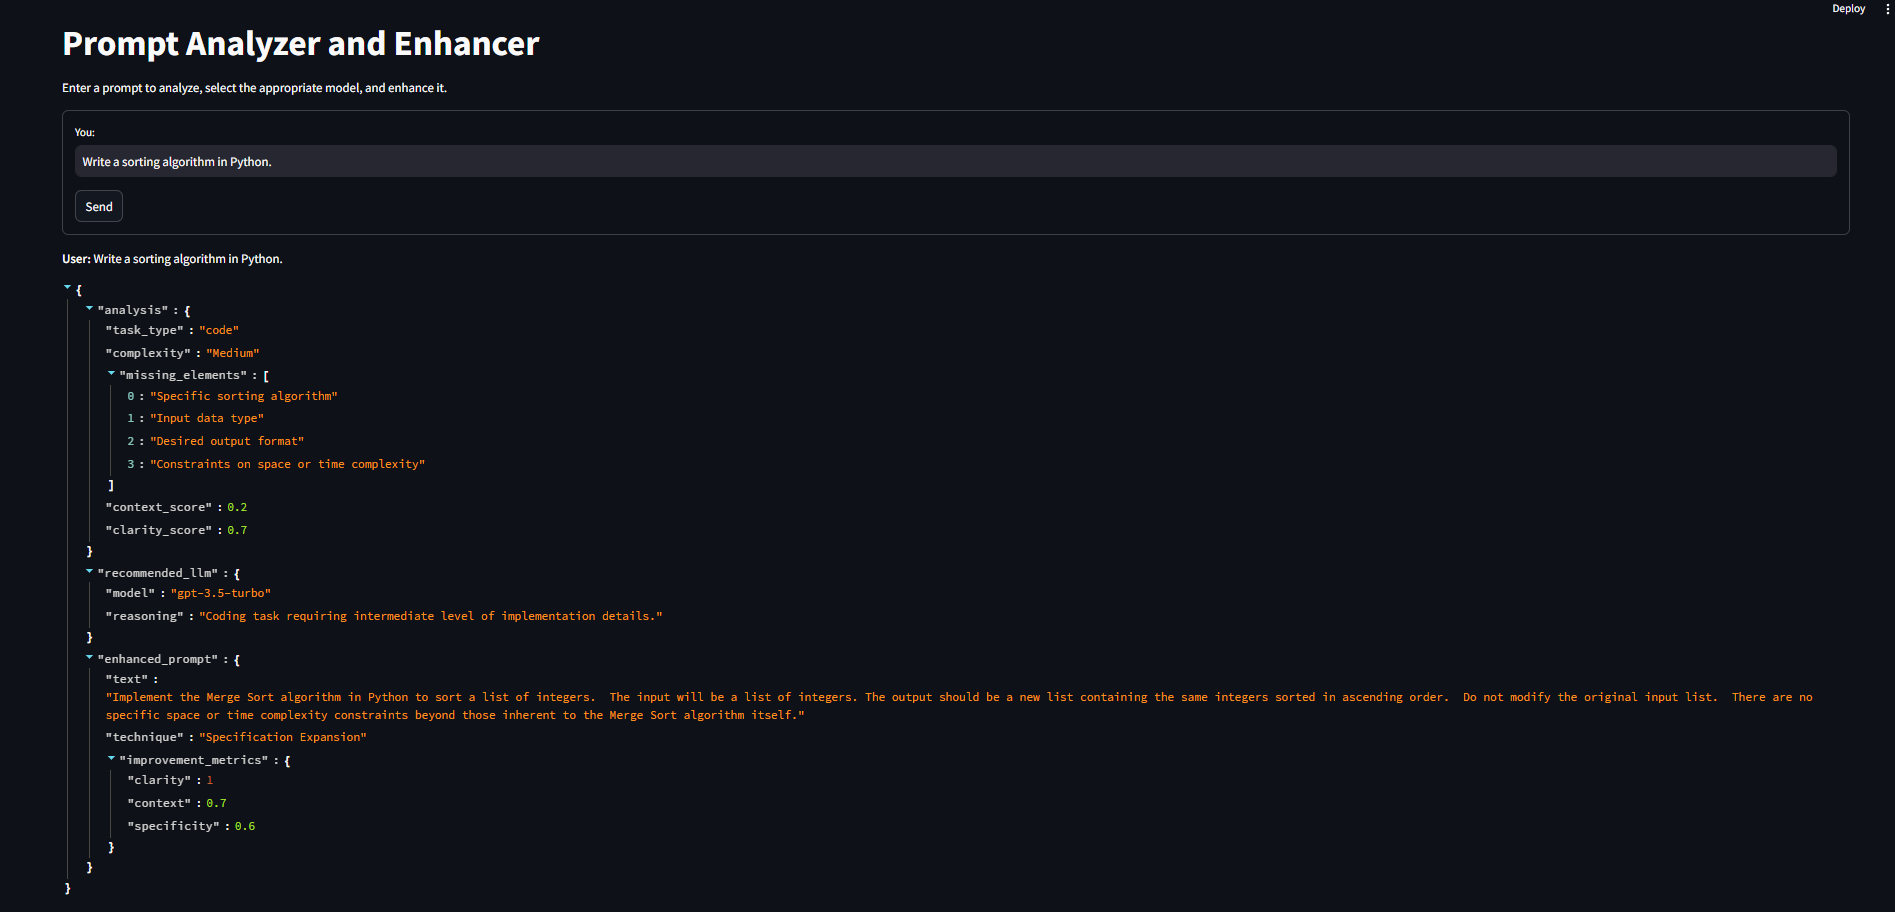 Deploy
Prompt Analyzer and Enhancer
Enter a prompt to analyze, select the appropriate model, and enhance it.
You:
Write a sorting algorithm in Python.
Send
User: Write a sorting algorithm in Python.
{
"analysis" : {
"task_type" : "code"
"complexity" : "Medium"
"missing_elements" : [
0 : "Specific sorting algorithm"
1 : "Input data type"
2 : "Desired output format"
3 : "Constraints on space or time complexity"
]
"context_score" : 0.2
"clarity_score" : 0.7
}
"recommended_llm" : {
"model" : "gpt-3.5-turbo"
"reasoning" : "Coding task requiring intermediate level of implementation details."
}
"enhanced_prompt" : {
"text" :
"Implement the Merge Sort algorithm in Python to sort a list of integers.  The input will be a list of integers. The output should be a new list containing the same integers sorted in ascending order.  Do not modify the original input list.  There are no
specific space or time complexity constraints beyond those inherent to the Merge Sort algorithm itself."
"technique" : "Specification Expansion"
"improvement_metrics" : {
"clarity" : 1
"context" : 0.7
"specificity" : 0.6
}
}
}